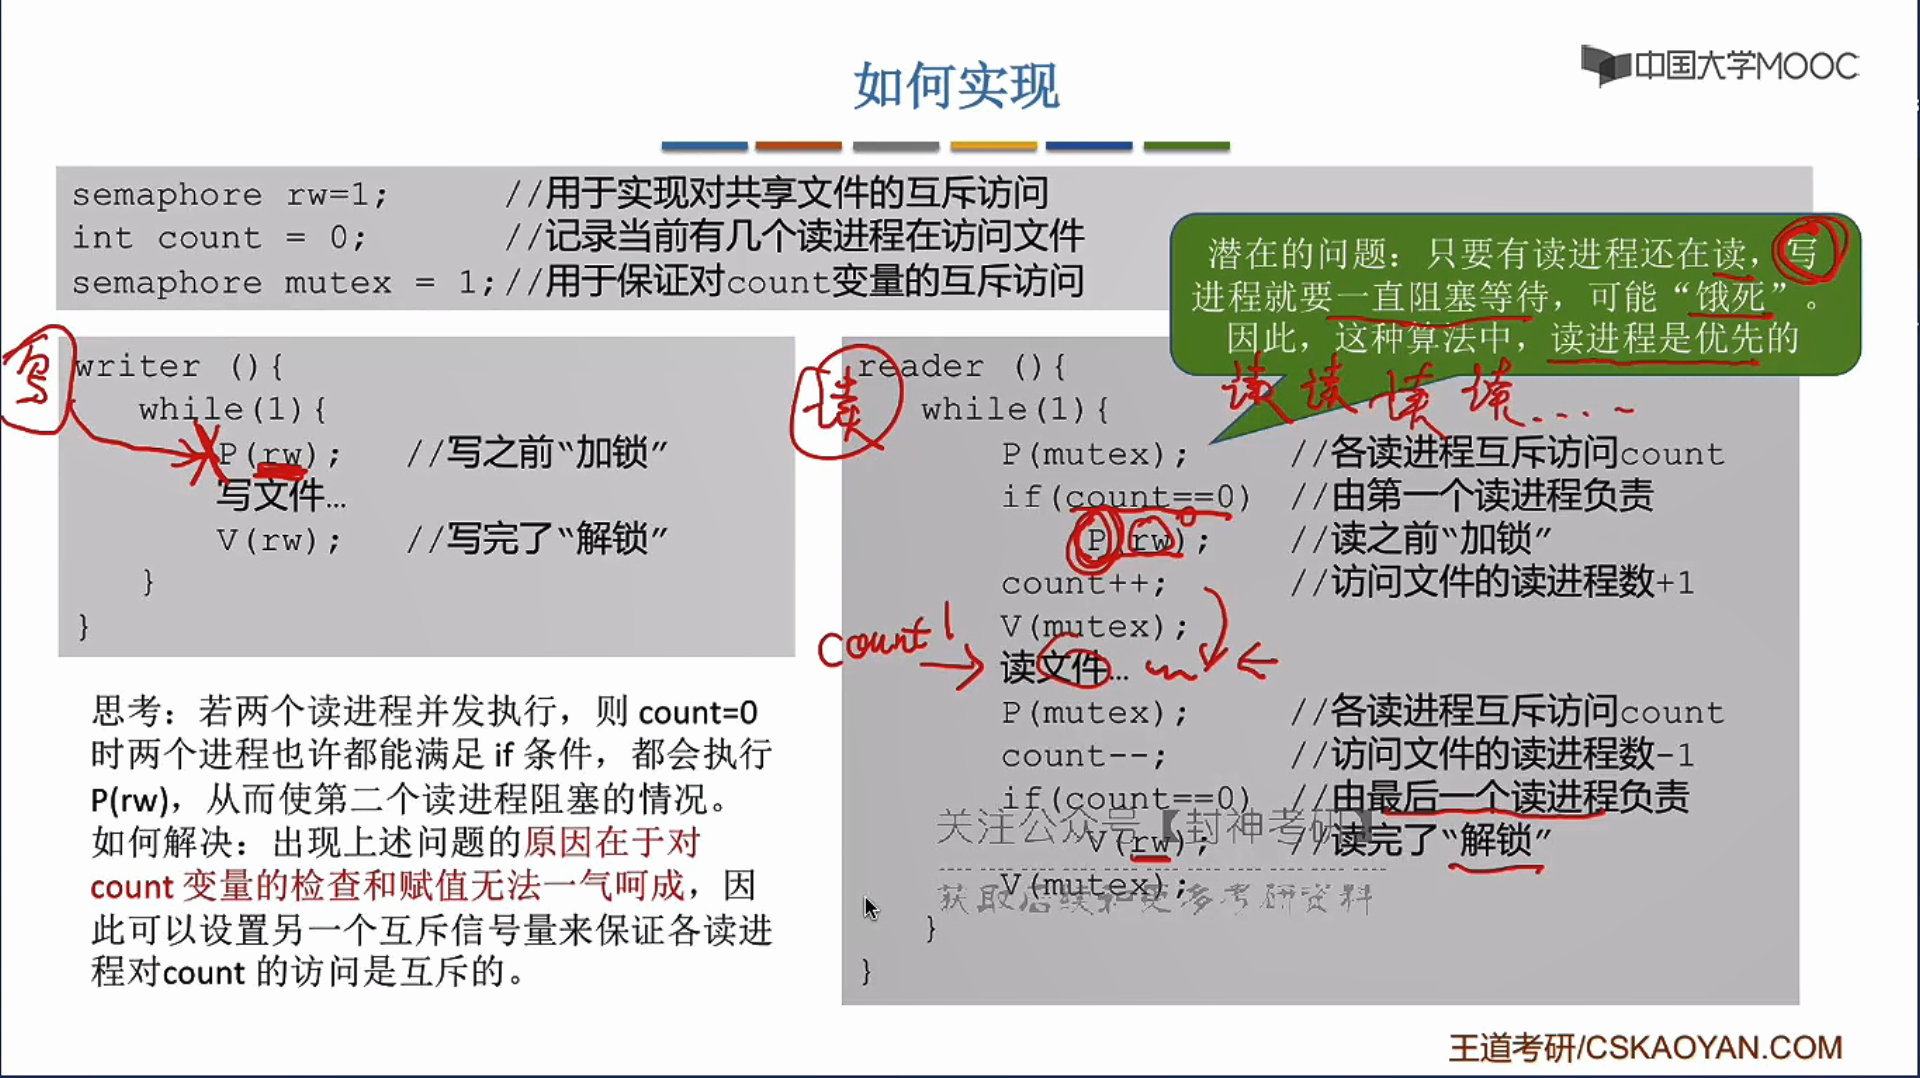 如何实现
中国大学MOOC
semaphore rw=1; //用于实现对共享文件的互斥访问
int count = 0; //记录当前有几个读进程在访问文件
semaphore mutex = 1;//用于保证对count变量的互斥访问
潜在的问题：只要有读进程还在读，写
进程就要一直阻塞等待，可能“饿死”。
因此，这种算法中，读进程是优先的
写
writer (){
while(1){
P(rw); //写之前“加锁”
写文件…
V(rw); //写完了“解锁”
}
}
读
读 读 读 读 ....
reader (){
while(1){
P(mutex); //各读进程互斥访问count
if(count==0) //由第一个读进程负责
P(rw); //读之前“加锁”
count++; //访问文件的读进程数+1
V(mutex);
count 1
读文件…
P(mutex); //各读进程互斥访问count
count--; //访问文件的读进程数-1
if(count==0) //由最后一个读进程负责
V(rw); //读完了“解锁”
V(mutex);
}
}
关注公众号【封神考研】
获取后续和更多考研资料
思考：若两个读进程并发执行，则 count=0
时两个进程也许都能满足 if 条件，都会执行
P(rw)，从而使第二个读进程阻塞的情况。
如何解决：出现上述问题的原因在于对
count 变量的检查和赋值无法一气呵成，因
此可以设置另一个互斥信号量来保证各读进
程对count 的访问是互斥的。
王道考研/CSKAOYAN.COM